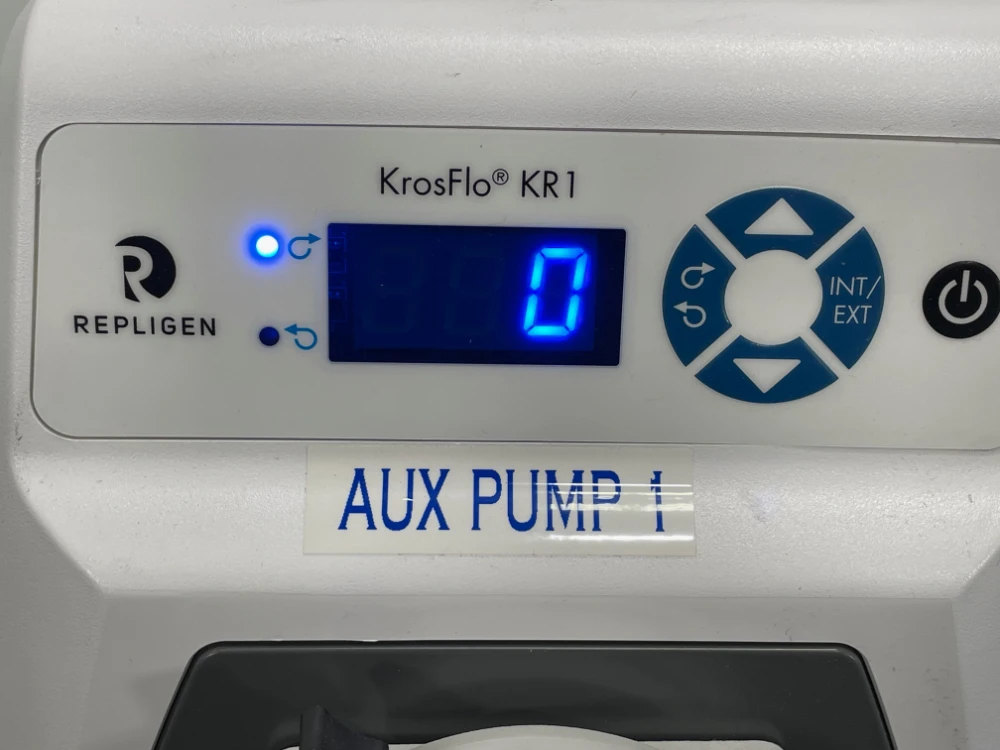 KrosFlo® KR1
REPLIGEN
0
INT/
EXT
AUX PUMP 1